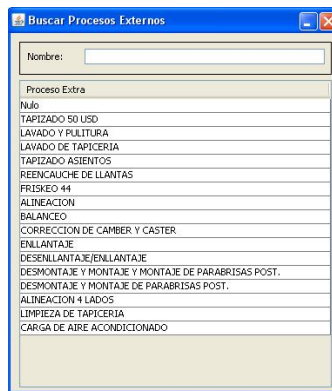 Buscar Procesos Externos
Nombre:
Proceso Extra
Nulo
TAPIZADO 50 USD
LAVADO Y PULITURA
LAVADO DE TAPICERIA
TAPIZADO ASIENTOS
REENCAUCHE DE LLANTAS
FRISKEO 44
ALINEACION
BALANCEO
CORRECCION DE CAMBER Y CASTER
ENLLANTAJE
DESENLLANTAJE/ENLLANTAJE
DESMONTAJE Y MONTAJE Y MONTAJE DE PARABRISAS POST.
DESMONTAJE Y MONTAJE DE PARABRISAS POST.
ALINEACION 4 LADOS
LIMPIEZA DE TAPICERIA
CARGA DE AIRE ACONDICIONADO